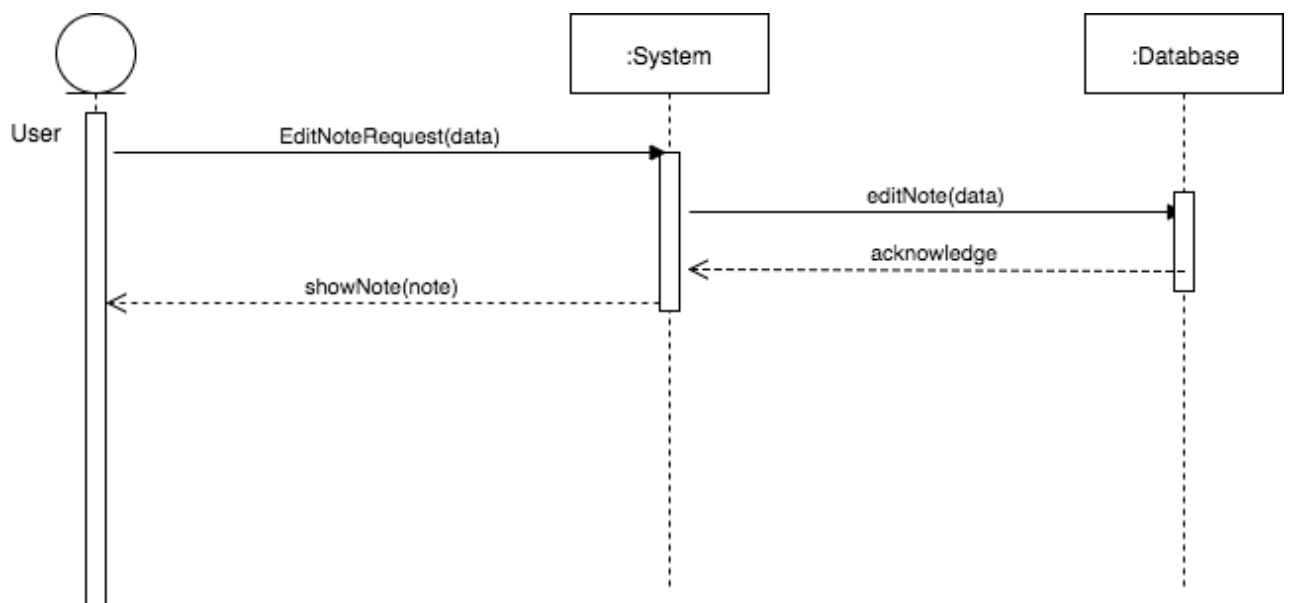 :System
:Database
User
EditNoteRequest(data)
editNote(data)
acknowledge
showNote(note)